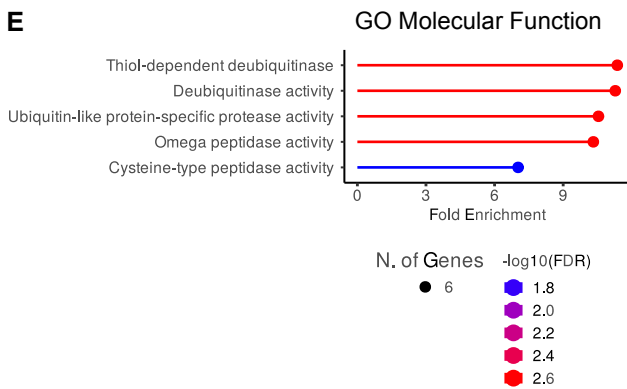 E
GO Molecular Function
Thiol-dependent deubiquitinase
Deubiquitinase activity
Ubiquitin-like protein-specific protease activity
Omega peptidase activity
Cysteine-type peptidase activity
0 3 6 9
Fold Enrichment
N. of Genes
6
-log10(FDR)
1.8
2.0
2.2
2.4
2.6